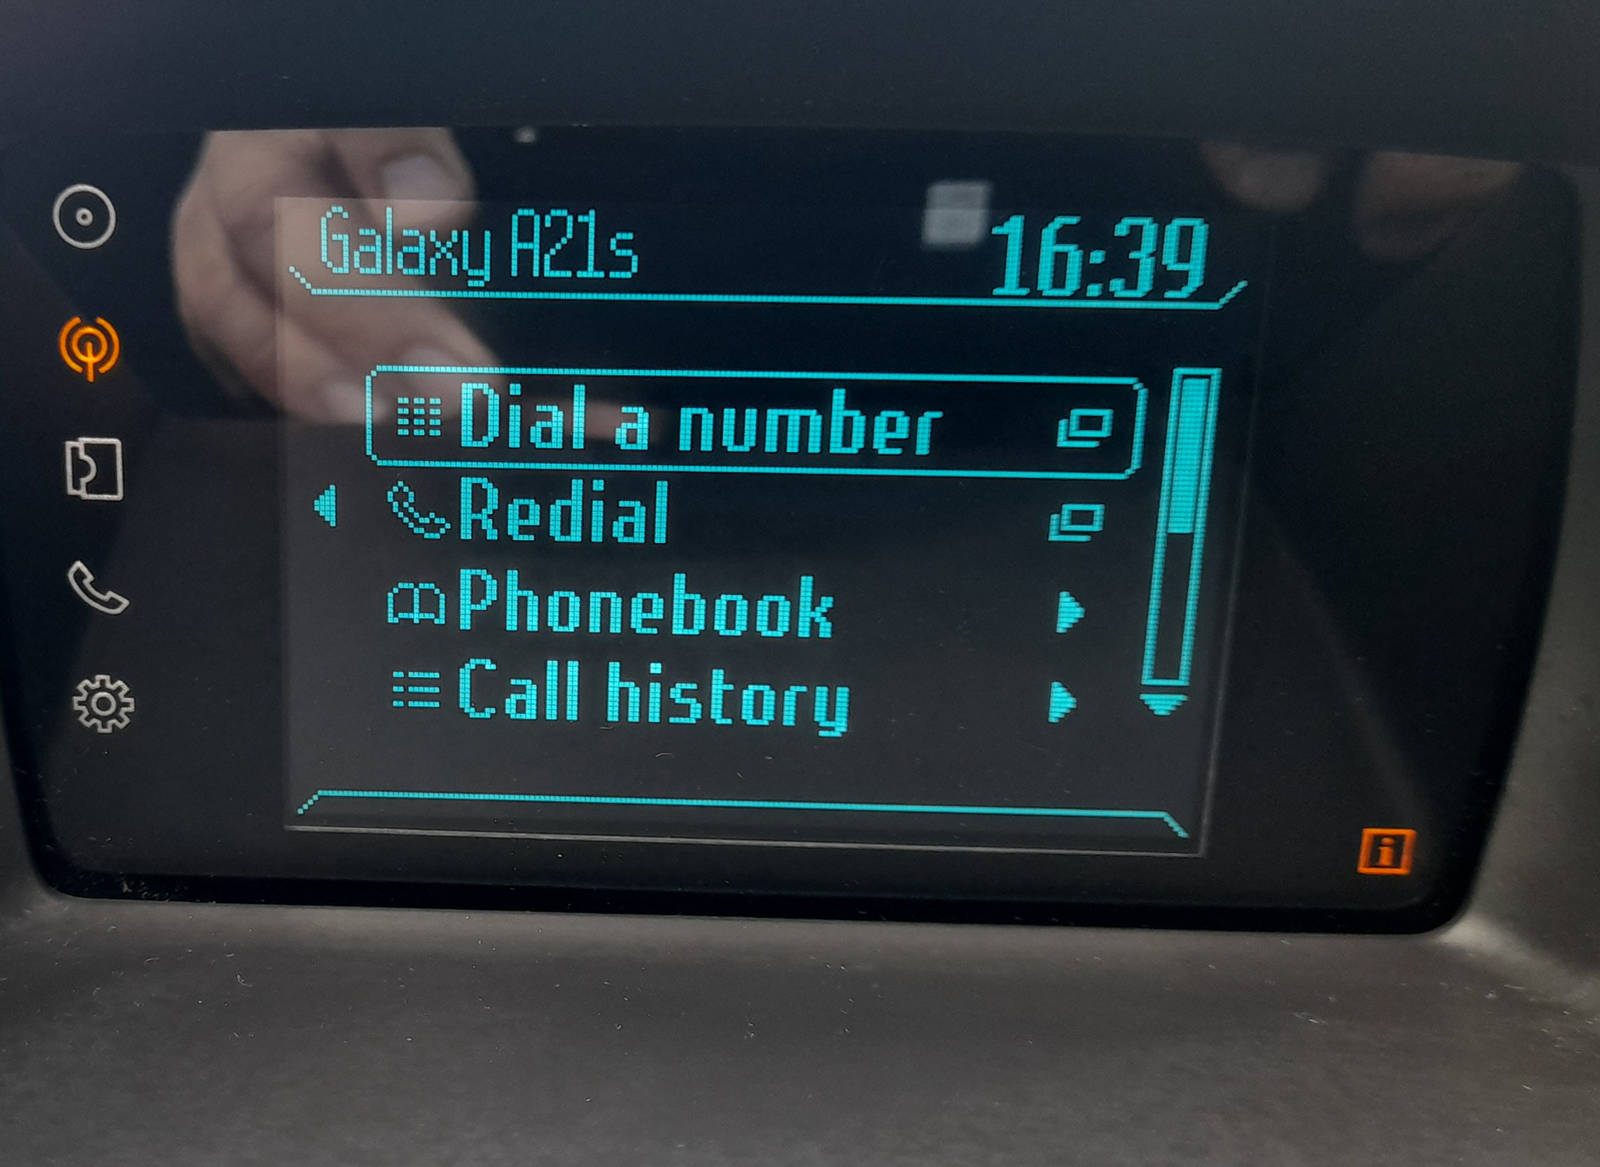 Galaxy A21s
16:39
Dial a number
Redial
Phonebook
Call history
i